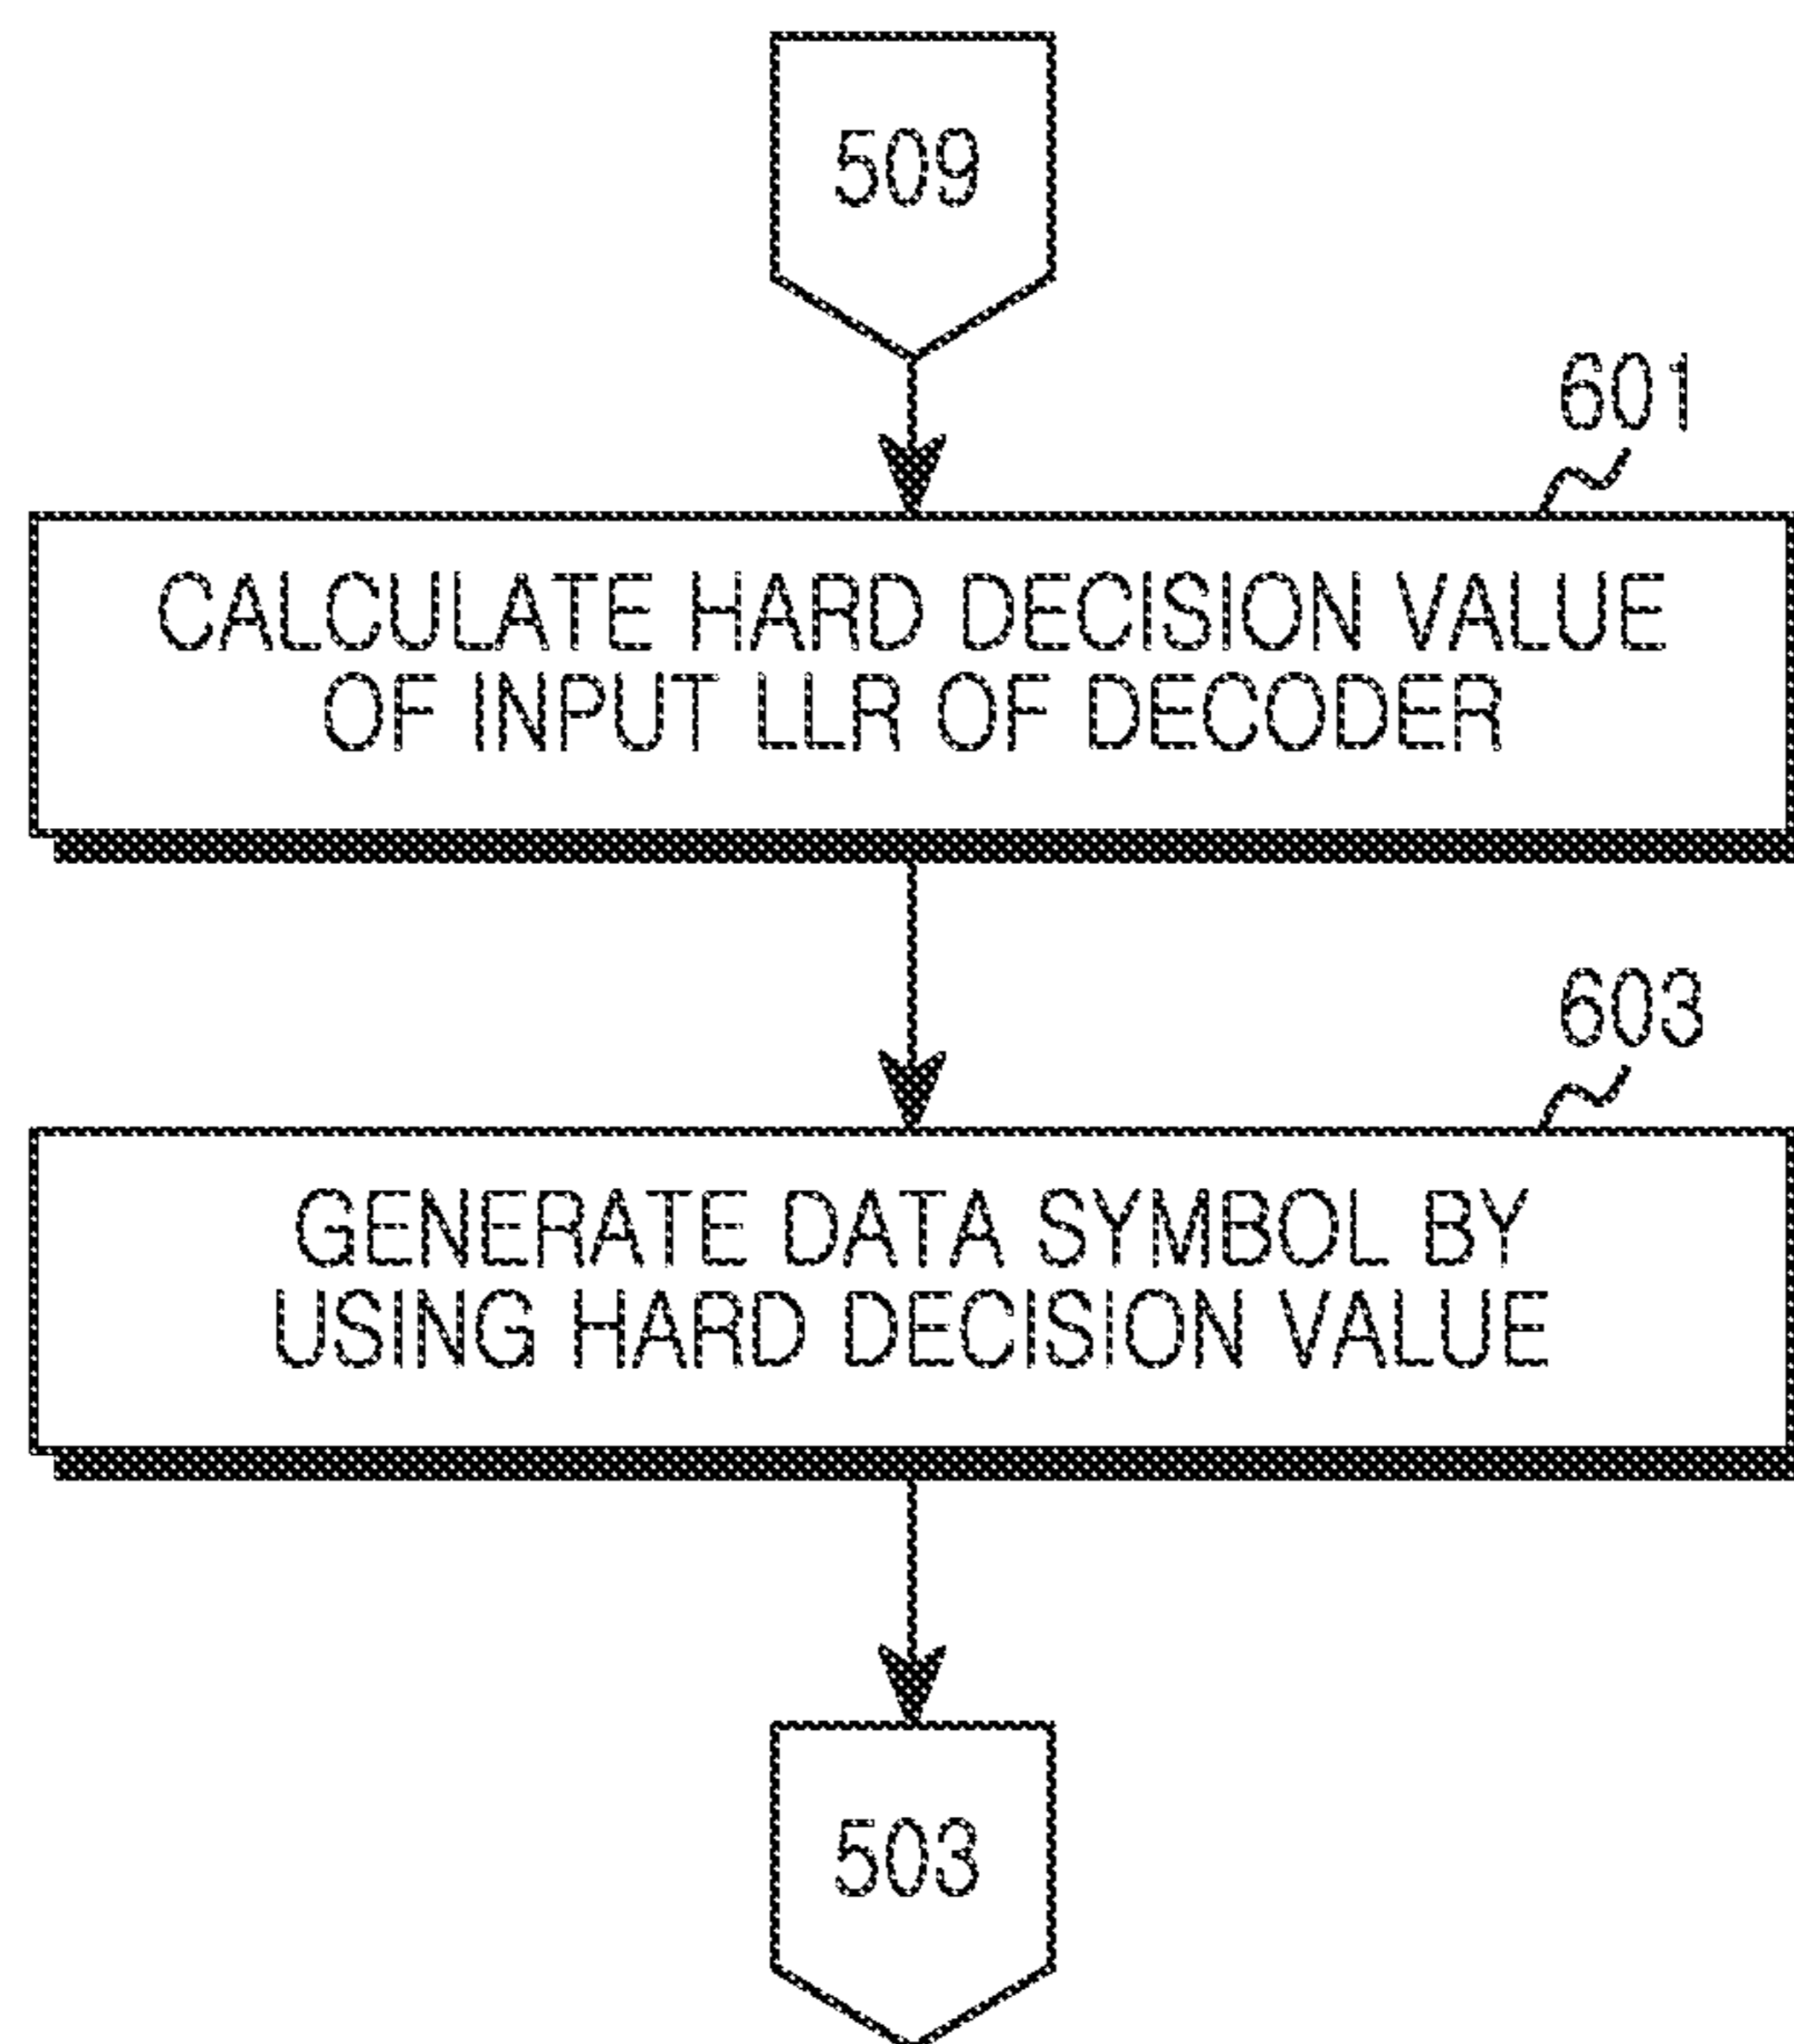 509
601
CALCULATE HARD DECISION VALUE
OF INPUT LLR OF DECODER
603
GENERATE DATA SYMBOL BY
USING HARD DECISION VALUE
503